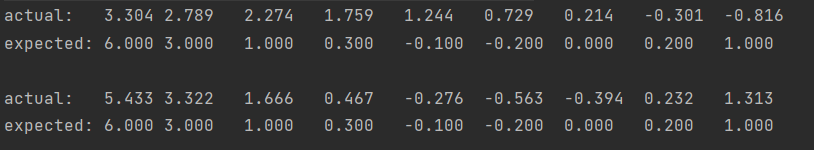 actual: 3.304 2.789 2.274 1.759 1.244 0.729 0.214 -0.301 -0.816
expected: 6.000 3.000 1.000 0.300 -0.100 -0.200 0.000 0.200 1.000
actual: 5.433 3.322 1.666 0.467 -0.276 -0.563 -0.394 0.232 1.313
expected: 6.000 3.000 1.000 0.300 -0.100 -0.200 0.000 0.200 1.000